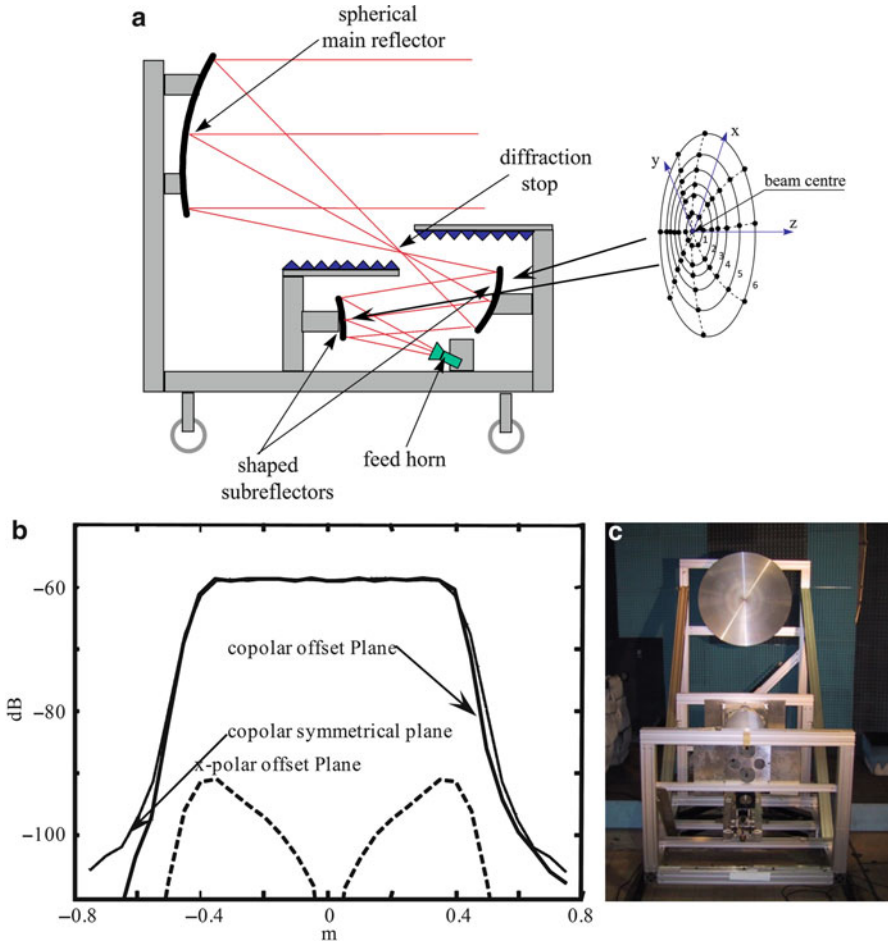 a
spherical
main reflector
diffraction
stop
x
y
beam centre
z
1
2
3
4
5
6
shaped
subreflectors
feed horn
b
c
−60
copolar offset Plane
dB
−80
copolar symmetrical plane
x-polar offset Plane
−100
−0.8
−0.4
0
0.4
0.8
m